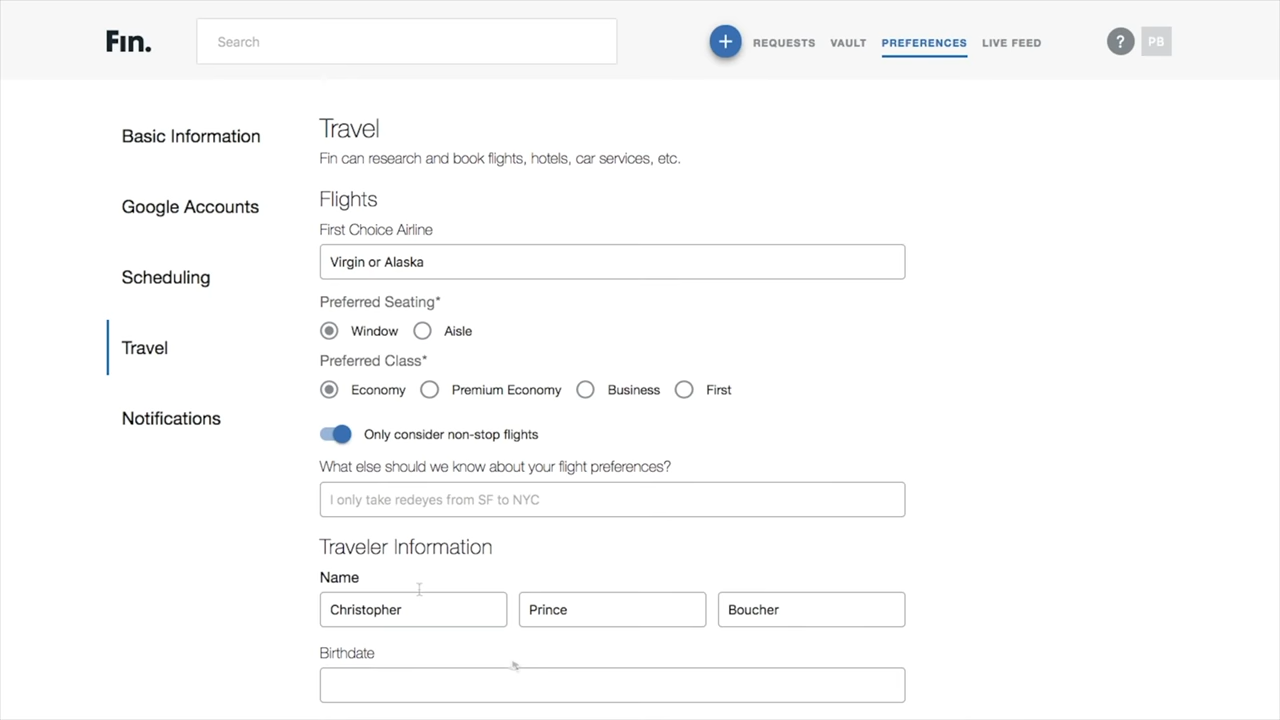 Fin.
Search
+
REQUESTS
VAULT
PREFERENCES
LIVE FEED
?
PB
Basic Information
Google Accounts
Scheduling
Travel
Notifications
Travel
Fin can research and book flights, hotels, car services, etc.
Flights
First Choice Airline
Virgin or Alaska
Preferred Seating*
Window
Aisle
Preferred Class*
Economy
Premium Economy
Business
First
Only consider non-stop flights
What else should we know about your flight preferences?
I only take redeyes from SF to NYC
Traveler Information
Name
Christopher
Prince
Boucher
Birthdate